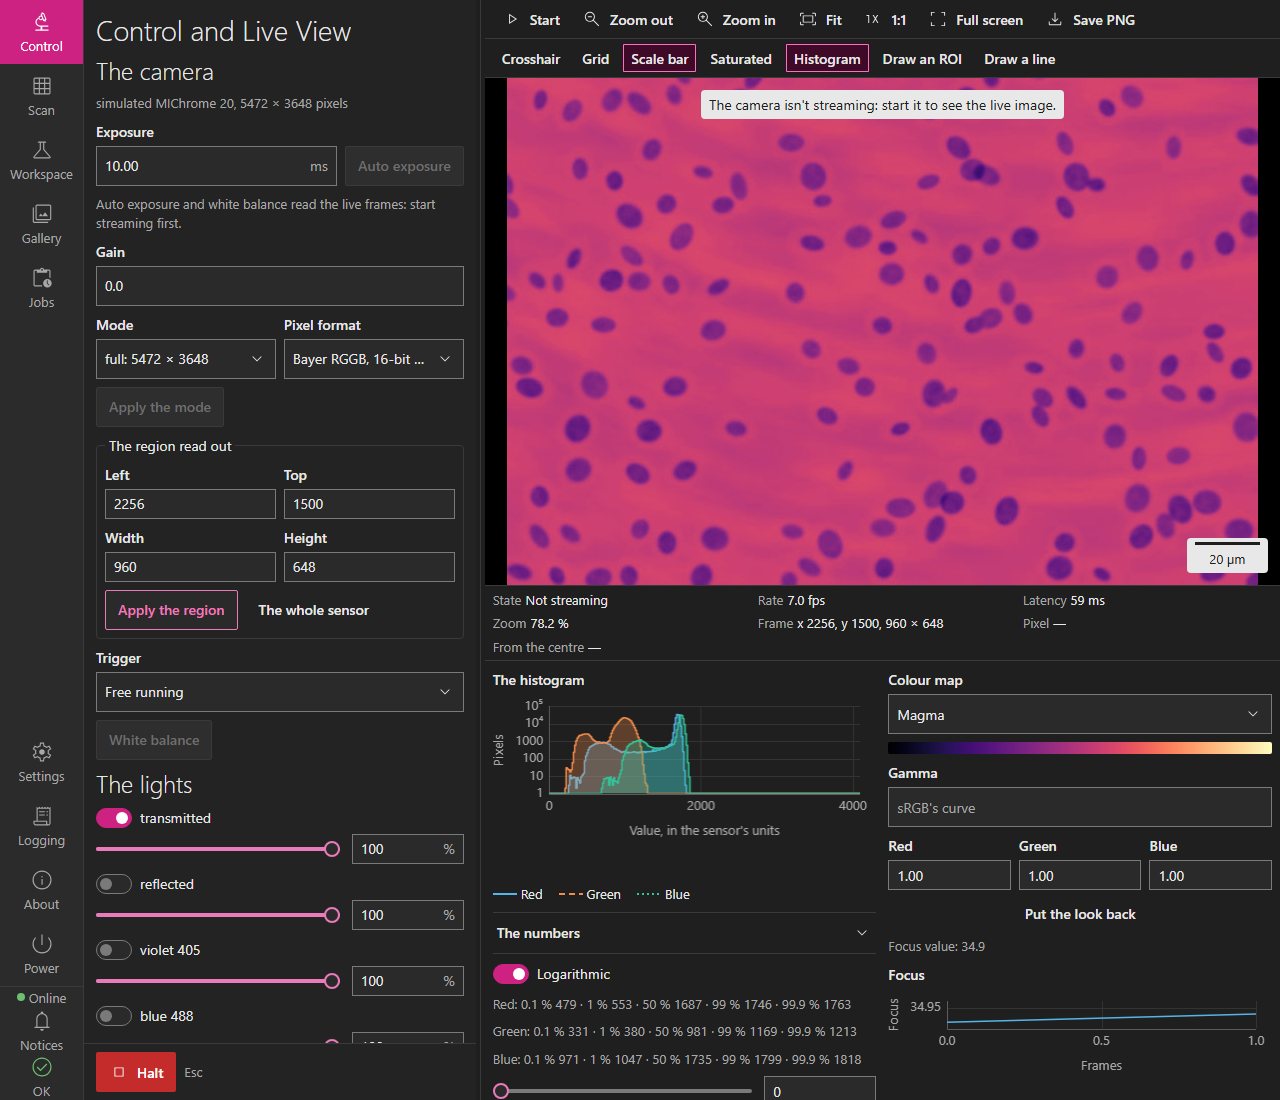 Control
Scan
Workspace
Gallery
Jobs
Settings
Logging
About
Power
Online
Notices
OK
Control and Live View
The camera
simulated MIChrome 20, 5472 × 3648 pixels
Exposure
10.00 ms
Auto exposure
Auto exposure and white balance read the live frames: start
streaming first.
Gain
0.0
Mode
Pixel format
full: 5472 × 3648
Bayer RGGB, 16-bit ...
Apply the mode
The region read out
Left
Top
2256
1500
Width
Height
960
648
Apply the region
The whole sensor
Trigger
Free running
White balance
The lights
transmitted
100 %
reflected
100 %
violet 405
100 %
blue 488
Halt
Esc
Start
Zoom out
Zoom in
Fit
1X 1:1
Full screen
Save PNG
Crosshair
Grid
Scale bar
Saturated
Histogram
Draw an ROI
Draw a line
The camera isn't streaming: start it to see the live image.
20 µm
State Not streaming
Rate 7.0 fps
Latency 59 ms
Zoom 78.2 %
Frame x 2256, y 1500, 960 × 648
Pixel —
From the centre —
The histogram
Pixels
10⁵
10⁴
1000
100
10
1
0
2000
4000
Value, in the sensor's units
Red
Green
Blue
The numbers
Logarithmic
Red: 0.1 % 479 · 1 % 553 · 50 % 1687 · 99 % 1746 · 99.9 % 1763
Green: 0.1 % 331 · 1 % 380 · 50 % 981 · 99 % 1169 · 99.9 % 1213
Blue: 0.1 % 971 · 1 % 1047 · 50 % 1735 · 99 % 1799 · 99.9 % 1818
0
Colour map
Magma
Gamma
sRGB's curve
Red
Green
Blue
1.00
1.00
1.00
Put the look back
Focus value: 34.9
Focus
Focus
34.95
0.0
0.5
1.0
Frames